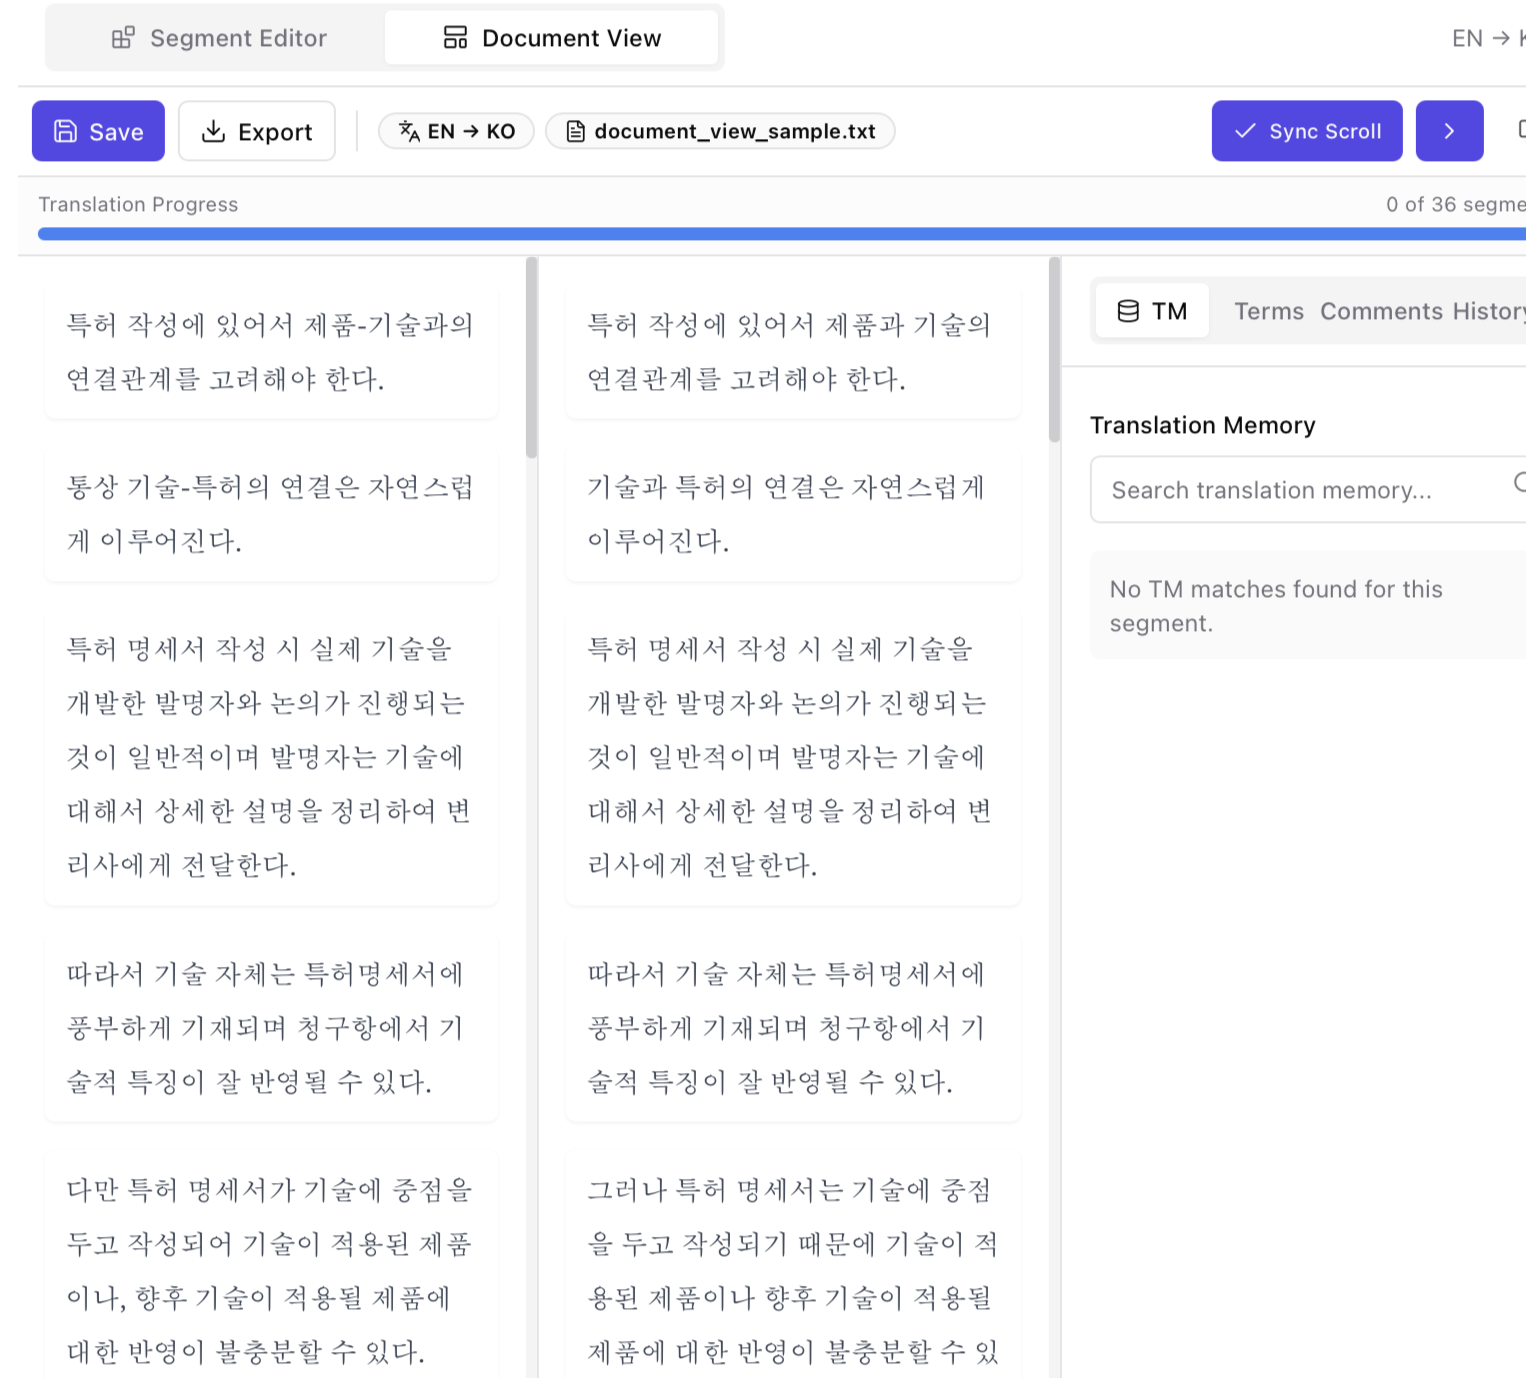 Segment Editor
Document View
EN →
Save
Export
EN → KO
document_view_sample.txt
Sync Scroll
Translation Progress
0 of 36
특허 작성에 있어서 제품-기술과의
연결관계를 고려해야 한다.
통상 기술-특허의 연결은 자연스럽
게 이루어진다.
특허 명세서 작성 시 실제 기술을
개발한 발명자와 논의가 진행되는
것이 일반적이며 발명자는 기술에
대해서 상세한 설명을 정리하여 변
리사에게 전달한다.
따라서 기술 자체는 특허명세서에
풍부하게 기재되며 청구항에서 기
술적 특징이 잘 반영될 수 있다.
다만 특허 명세서가 기술에 중점을
두고 작성되어 기술이 적용된 제품
이나, 향후 기술이 적용될 제품에
대한 반영이 불충분할 수 있다.
특허 작성에 있어서 제품과 기술의
연결관계를 고려해야 한다.
기술과 특허의 연결은 자연스럽게
이루어진다.
특허 명세서 작성 시 실제 기술을
개발한 발명자와 논의가 진행되는
것이 일반적이며 발명자는 기술에
대해서 상세한 설명을 정리하여 변
리사에게 전달한다.
따라서 기술 자체는 특허명세서에
풍부하게 기재되며 청구항에서 기
술적 특징이 잘 반영될 수 있다.
그러나 특허 명세서는 기술에 중점
을 두고 작성되기 때문에 기술이 적
용된 제품이나 향후 기술이 적용될
제품에 대한 반영이 불충분할 수 있
TM
Terms
Comments
History
Translation Memory
Search translation memory...
No TM matches found for this
segment.